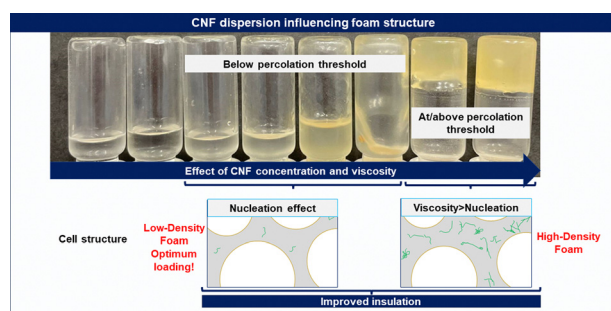 CNF dispersion influencing foam structure
Below percolation threshold
At/above percolation
threshold
Effect of CNF concentration and viscosity
Nucleation effect
Viscosity>Nucleation
Cell structure
Low-Density
Foam
Optimum
loading!
High-Density
Foam
Improved insulation